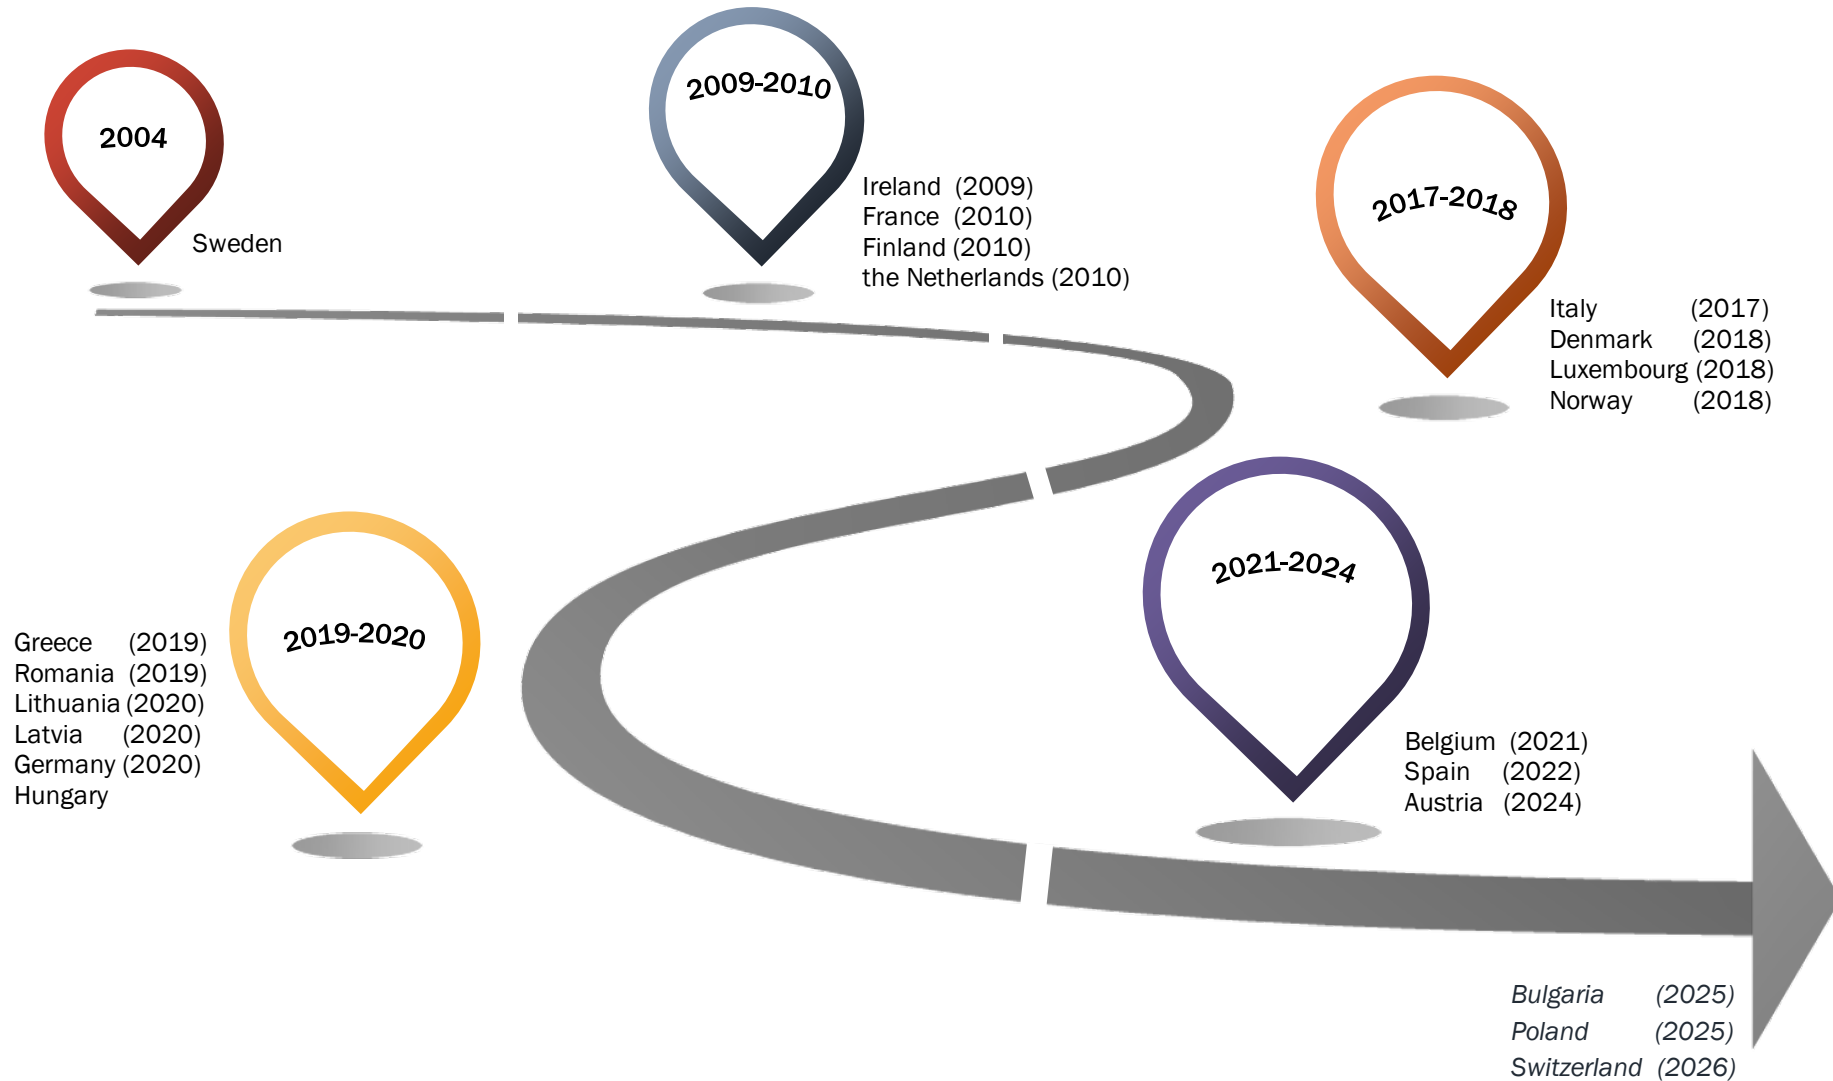 2004
Sweden
2009-2010
Ireland (2009)
France (2010)
Finland (2010)
the Netherlands (2010)
2017-2018
Italy (2017)
Denmark (2018)
Luxembourg (2018)
Norway (2018)
2019-2020
Greece (2019)
Romania (2019)
Lithuania (2020)
Latvia (2020)
Germany (2020)
Hungary
2021-2024
Belgium (2021)
Spain (2022)
Austria (2024)
Bulgaria (2025)
Poland (2025)
Switzerland (2026)